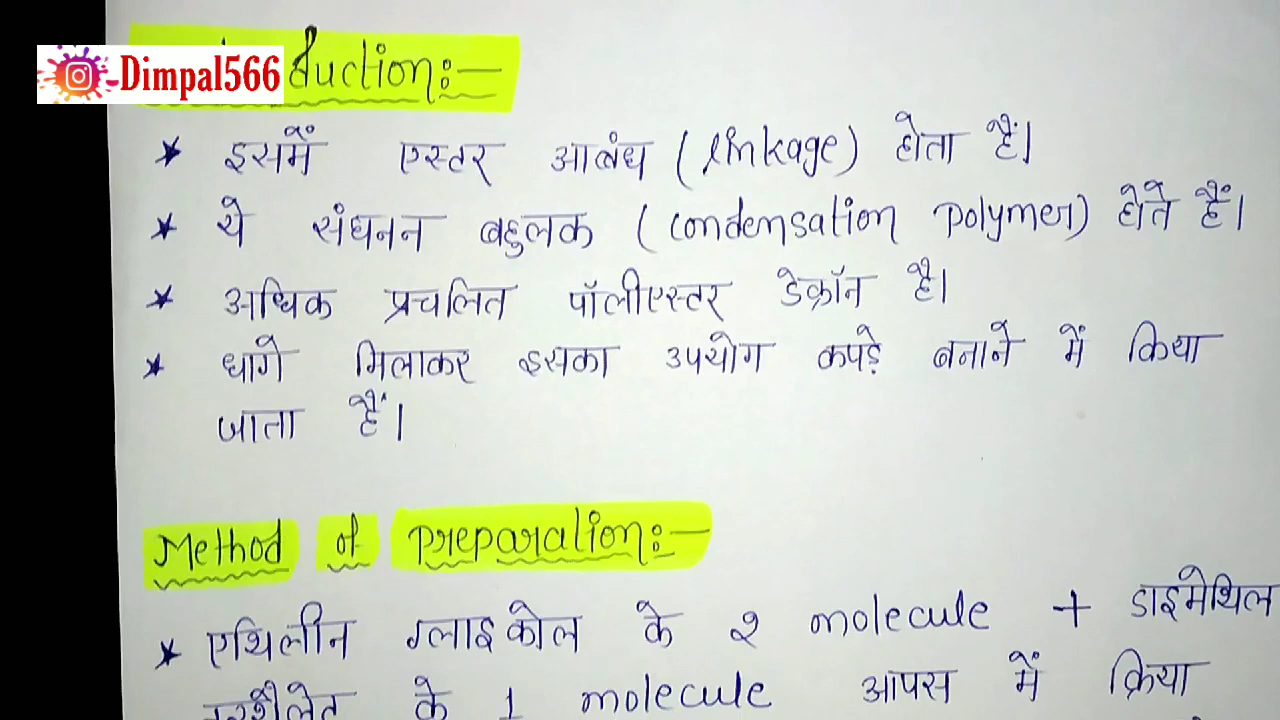 Dimpal566
duction:-
* इसमें एस्टर आबंध (linkage) होता हैं।
* ये संघनन बहुलक (condensation polymer) होते हैं।
* अधिक प्रचलित पॉलीएस्टर डेक्रॉन है।
* धागे मिलाकर इसका उपयोग कपड़े बनाने में किया
जाता हैं।
Method of preparation:-
* एथिलीन ग्लाइकोल के 2 molecule + डाइमेथिल
के 1 molecule आपस में क्रिया